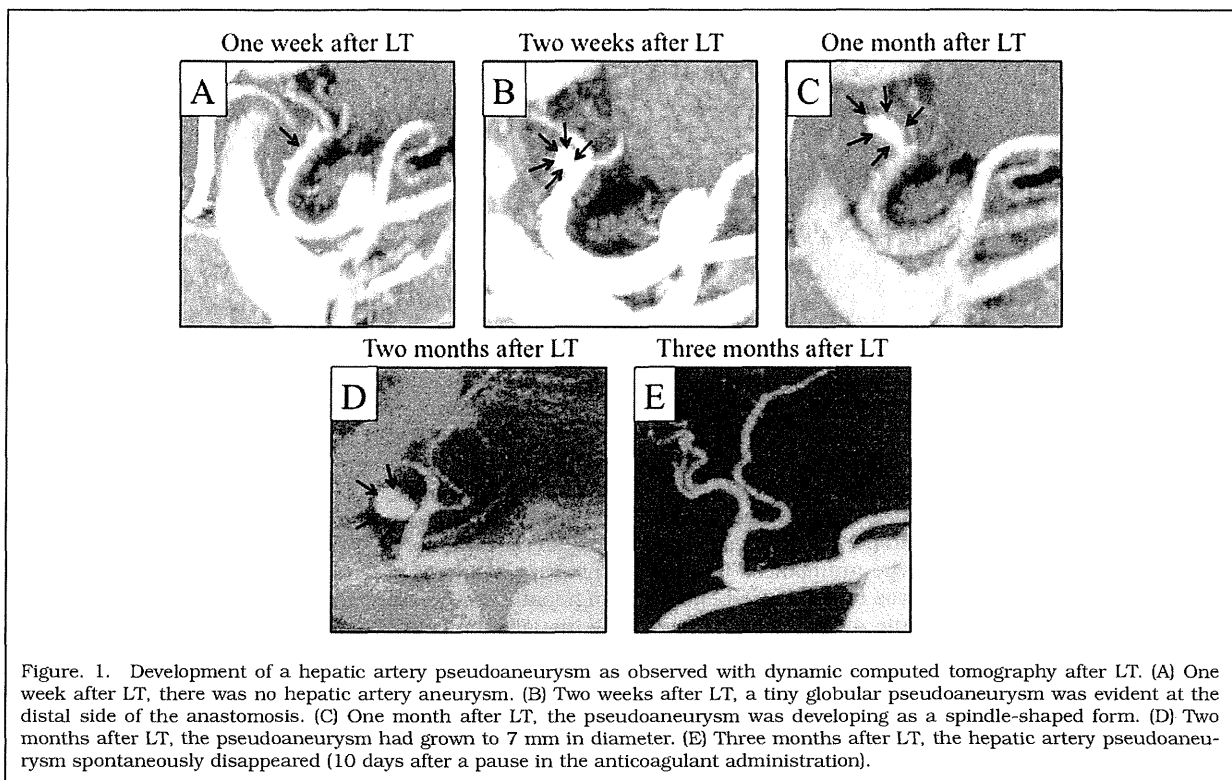 One week after LT
Two weeks after LT
One month after LT
A
B
C
Two months after LT
Three months after LT
D
E
Figure. 1. Development of a hepatic artery pseudoaneurysm as observed with dynamic computed tomography after LT. (A) One
week after LT, there was no hepatic artery aneurysm. (B) Two weeks after LT, a tiny globular pseudoaneurysm was evident at the
distal side of the anastomosis. (C) One month after LT, the pseudoaneurysm was developing as a spindle-shaped form. (D) Two
months after LT, the pseudoaneurysm had grown to 7 mm in diameter. (E) Three months after LT, the hepatic artery pseudoaneu-
rysm spontaneously disappeared (10 days after a pause in the anticoagulant administration).